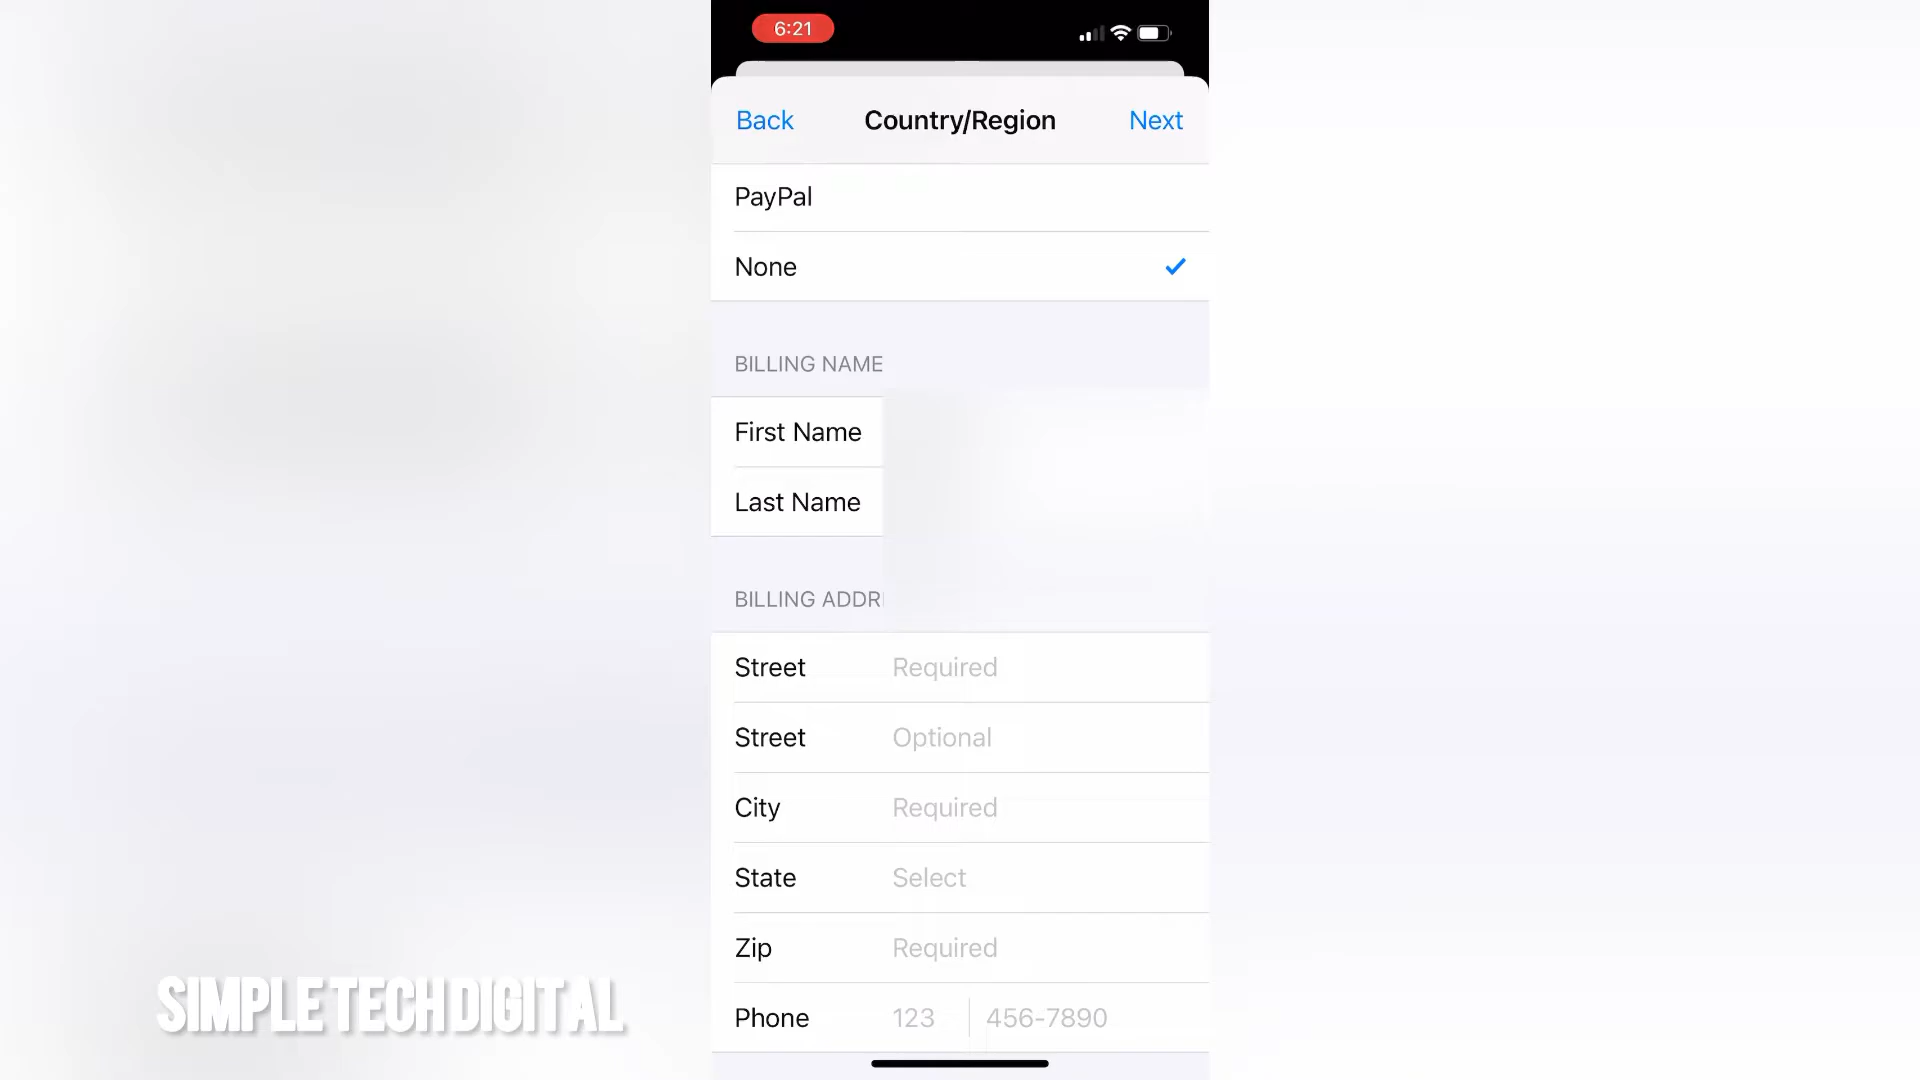 6:21
Back Country/Region Next
PayPal
None
BILLING NAME
First Name
Last Name
BILLING ADDR
Street Required
Street Optional
City Required
State Select
Zip Required
Phone 123 456-7890
SIMPLE TECH DIGITAL